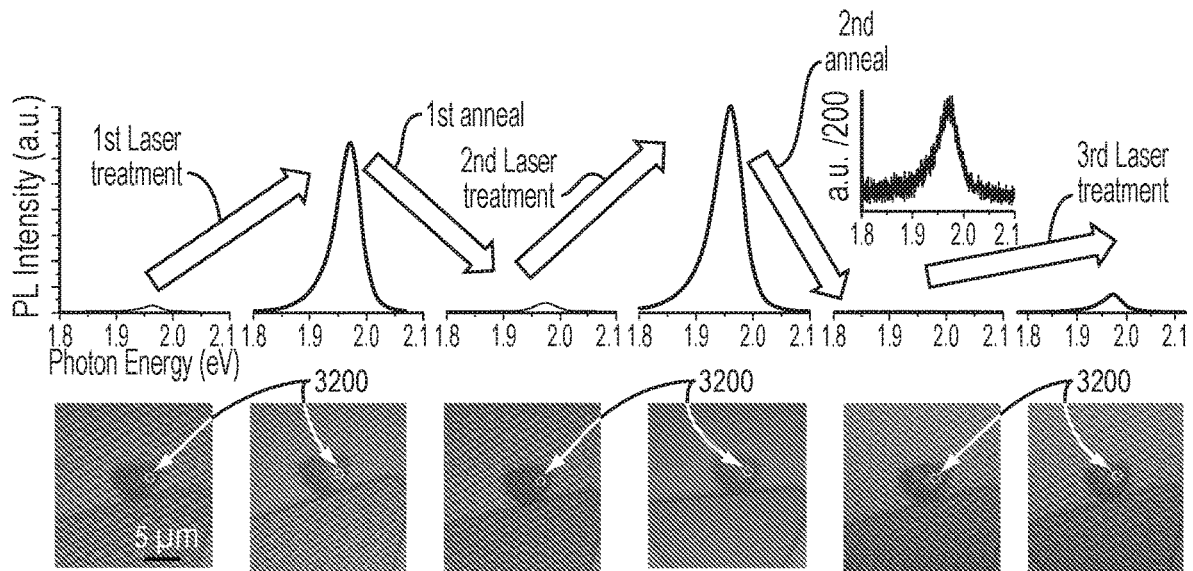 2nd
anneal
1st Laser
treatment
1st anneal
2nd Laser
treatment
3rd Laser
treatment
PL Intensity (a.u.)
a.u. /200
1.8 1.9 2.0 2.1
1.8 1.9 2.0 2.1
1.8 1.9 2.0 2.1
1.8 1.9 2.0 2.1
1.8 1.9 2.0 2.1
1.8 1.9 2.0 2.1
1.8 1.9 2.0 2.1
Photon Energy (eV)
3200 3200 3200
5 μm